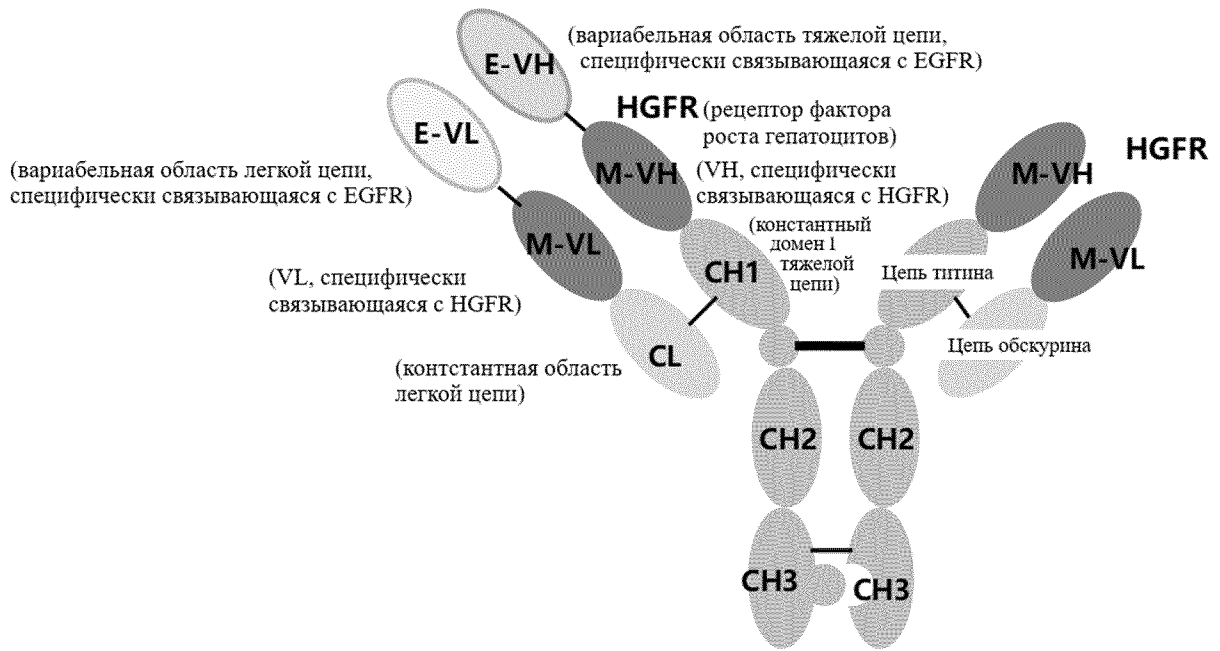 E-VH
(вариабельная область тяжелой цепи,
специфически связывающаяся с EGFR)
E-VL
(вариабельная область легкой цепи,
специфически связывающаяся с EGFR)
HGFR (рецептор фактора
роста гепатоцитов)
M-VH
(VH, специфически
связывающаяся с HGFR)
M-VL
(VL, специфически
связывающаяся с HGFR)
CH1
(константный
домен 1
тяжелой
цепи)
CL
(контстантная область
легкой цепи)
M-VH
HGFR
M-VL
Цепь титина
Цепь обскурина
CH2
CH2
CH3
CH3